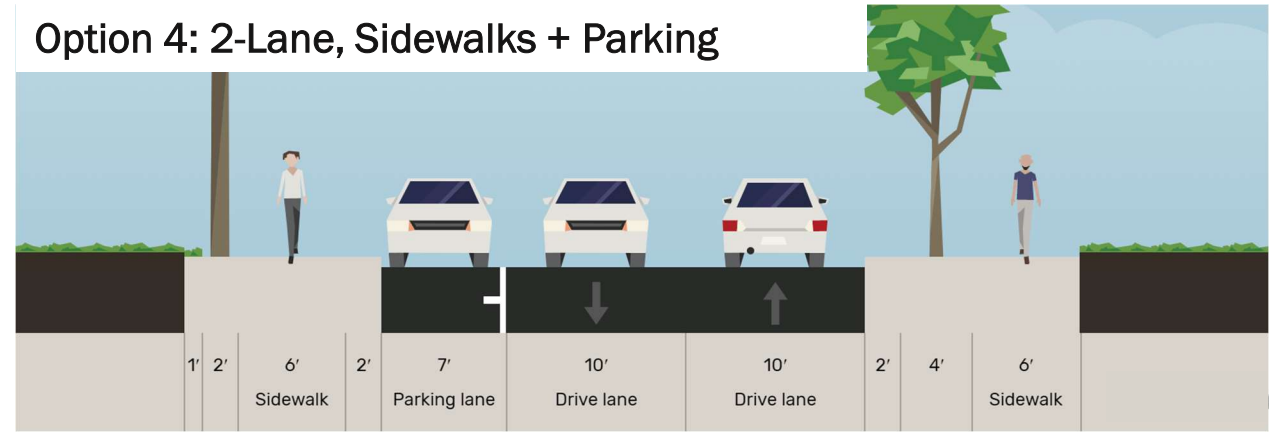 Option 4: 2-Lane, Sidewalks + Parking
1′ 2′ 6′ 2′ 7′ 10′ 10′ 2′ 4′ 6′
Sidewalk Parking lane Drive lane Drive lane Sidewalk